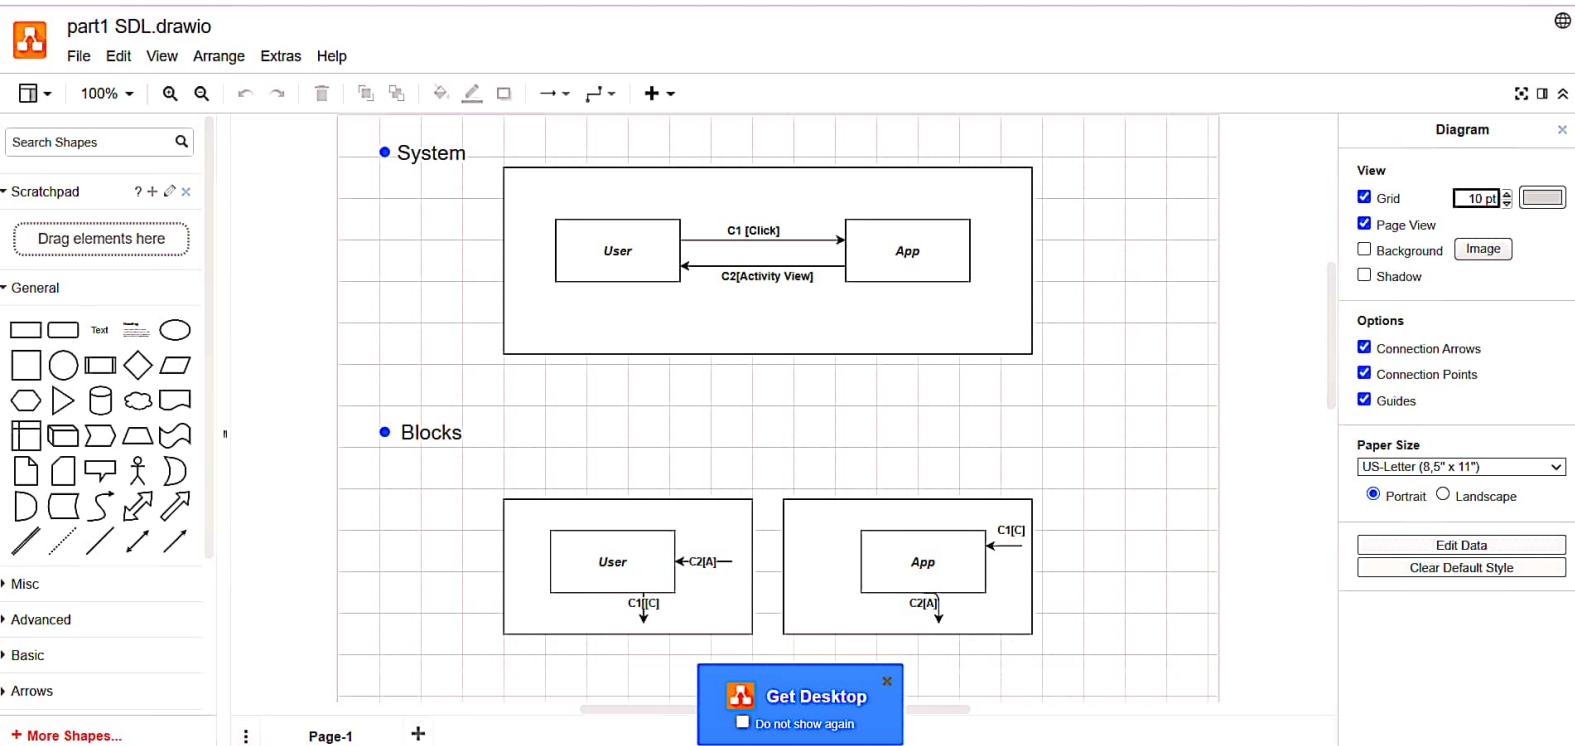 part1 SDL.drawio
File Edit View Arrange Extras Help
100%
Search Shapes
Scratchpad ?
Drag elements here
General
Text
Misc
Advanced
Basic
Arrows
+ More Shapes...
System
C1 [Click]
User
App
C2[Activity View]
Blocks
User
C2[A]
C1[[C]
C1[C]
App
C2[A]
Get Desktop
Do not show again
Page-1
Diagram
View
Grid 10 pt
Page View
Background Image
Shadow
Options
Connection Arrows
Connection Points
Guides
Paper Size
US-Letter (8,5" x 11")
Portrait Landscape
Edit Data
Clear Default Style